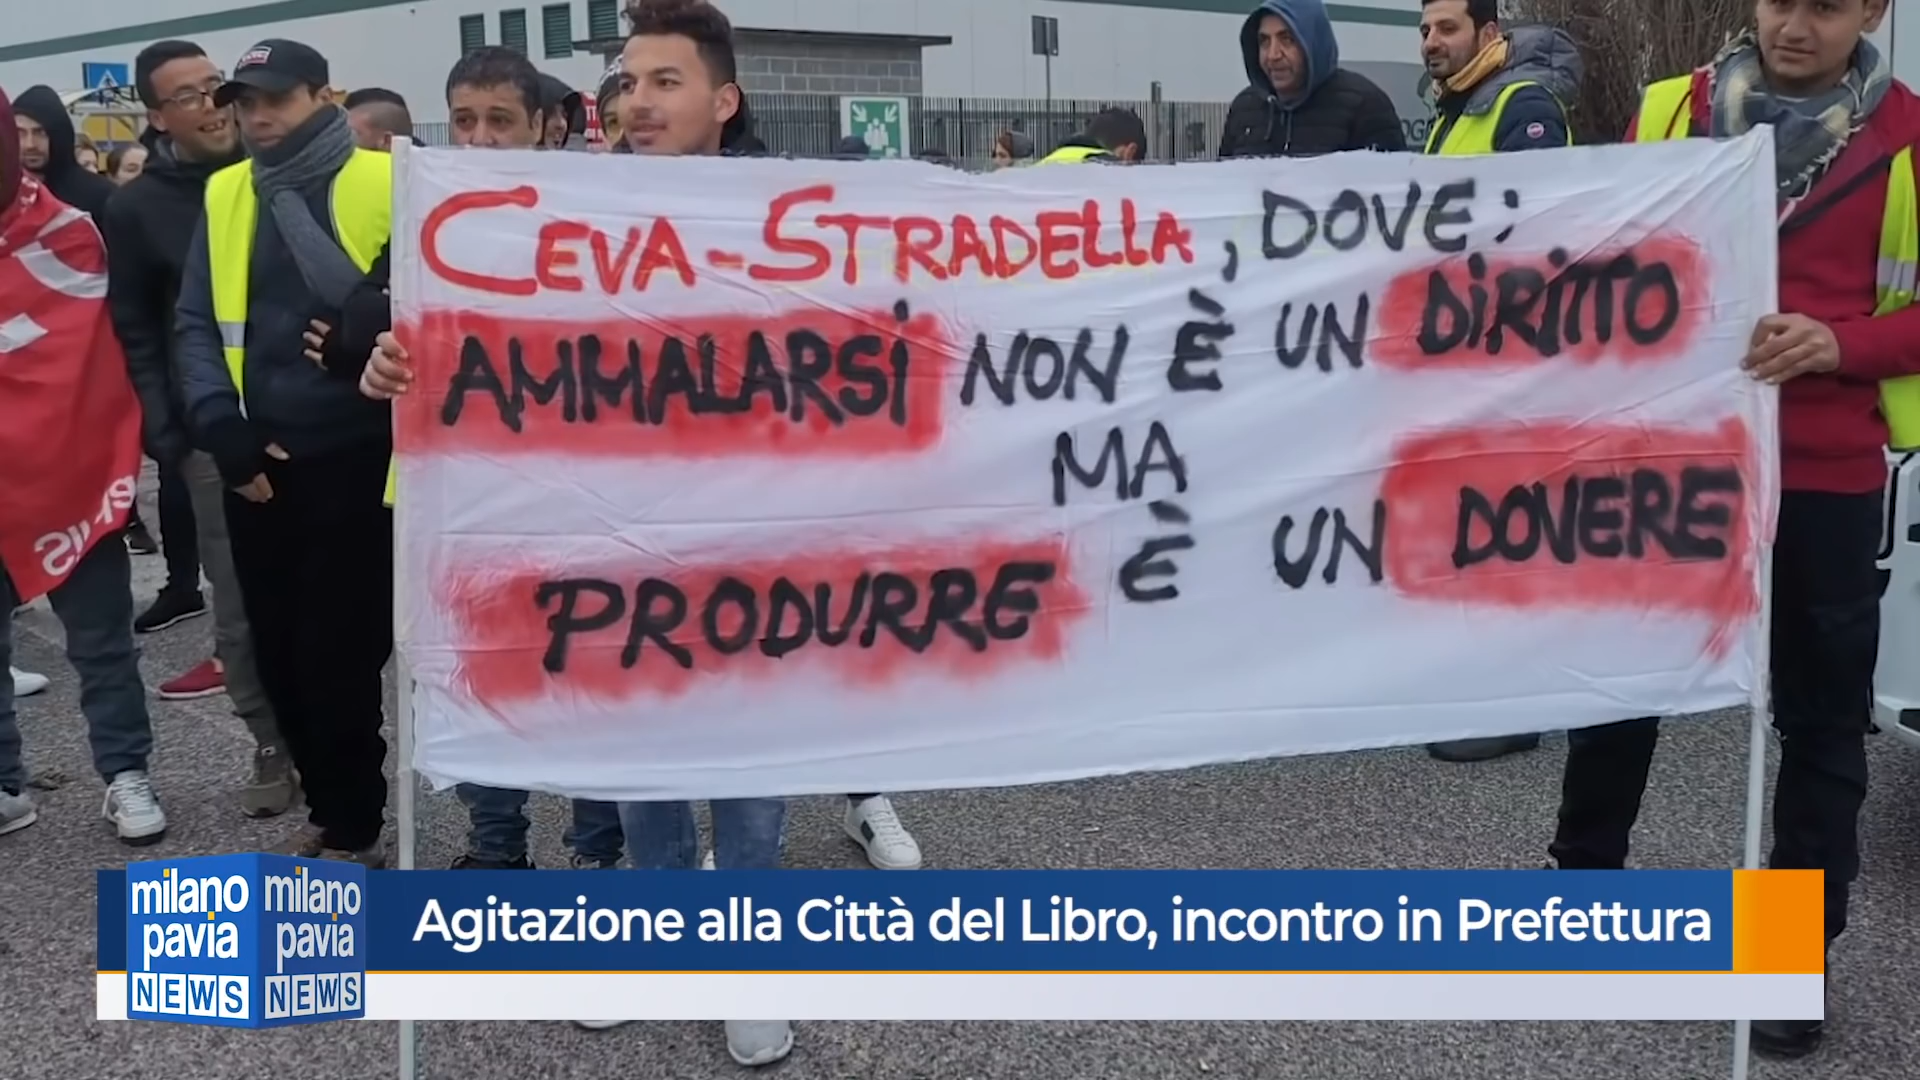 CEVA-STRADELLA, DOVE:
AMMALARSI NON È UN DIRITTO
MA
PRODURRE È UN DOVERE
milano pavia NEWS
milano pavia NEWS
Agitazione alla Città del Libro, incontro in Prefettura